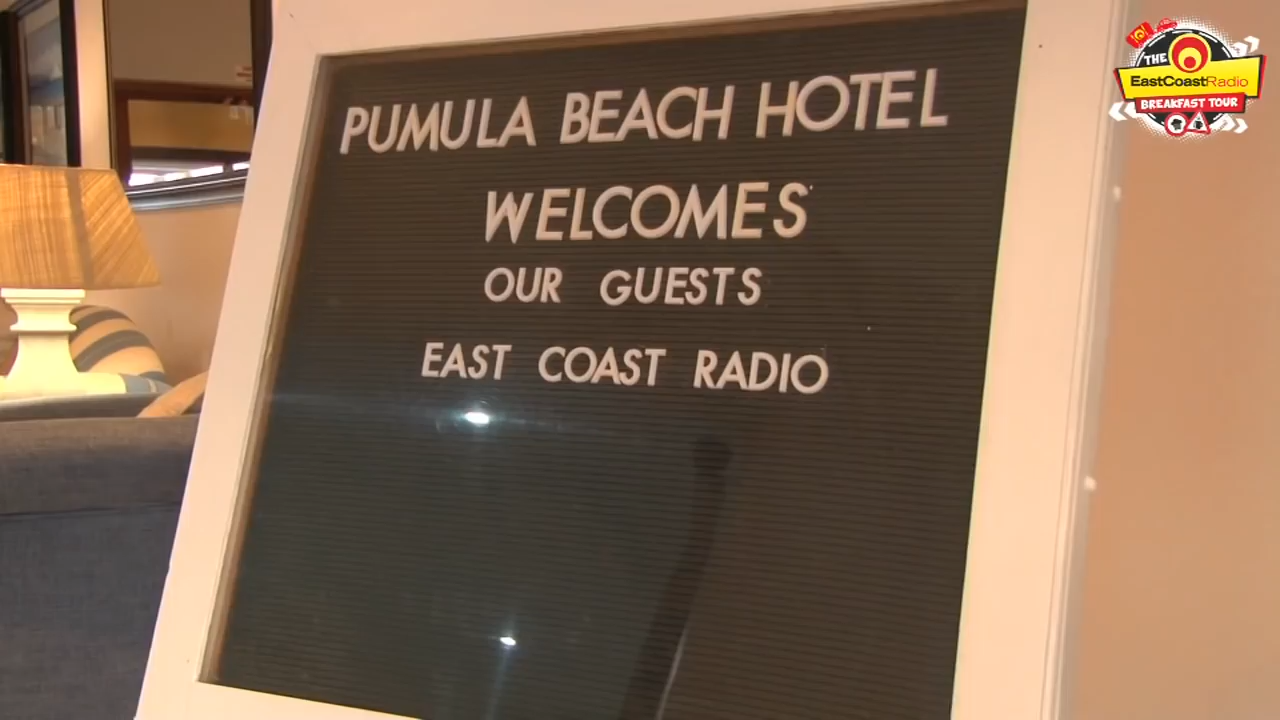 PUMULA BEACH HOTEL
WELCOMES
OUR GUESTS
EAST COAST RADIO
THE
EastCoastRadio
BREAKFAST TOUR